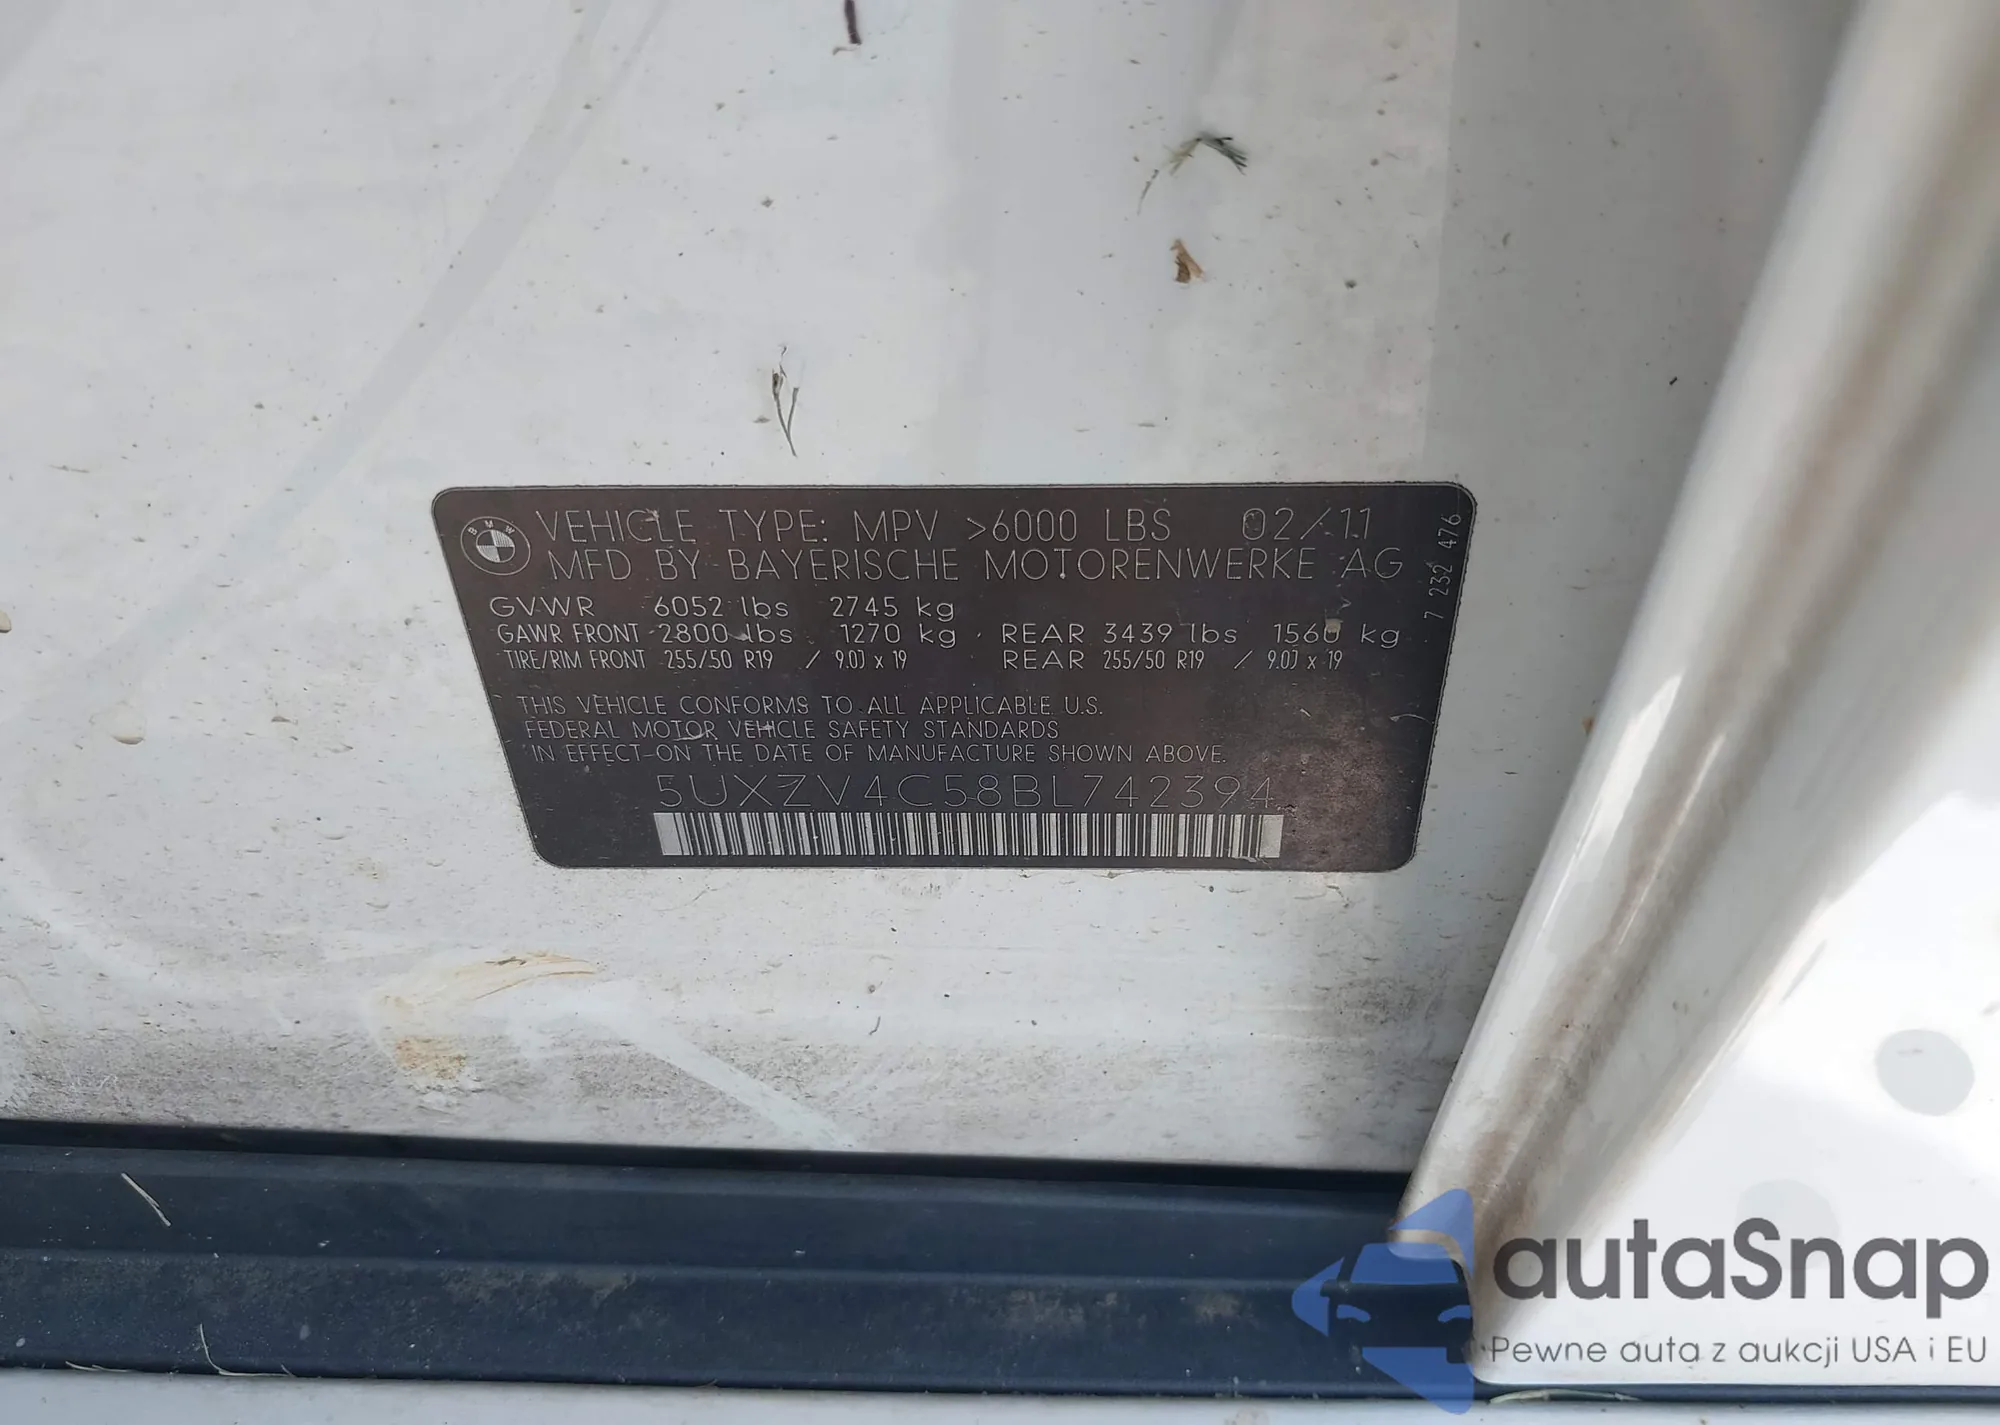 BMW
VEHICLE TYPE: MPV >6000 LBS 02/11
MFD BY BAYERISCHE MOTORENWERKE AG
7 232 476
GVWR 6052 lbs 2745 kg
GAWR FRONT 2800 lbs 1270 kg REAR 3439 lbs 1560 kg
TIRE/RIM FRONT 255/50 R19 / 9.0J x 19 REAR 255/50 R19 / 9.0J x 19
THIS VEHICLE CONFORMS TO ALL APPLICABLE U.S.
FEDERAL MOTOR VEHICLE SAFETY STANDARDS
IN EFFECT ON THE DATE OF MANUFACTURE SHOWN ABOVE.
5UXZV4C58BL742394
autaSnap
Pewne auta z aukcji USA i EU